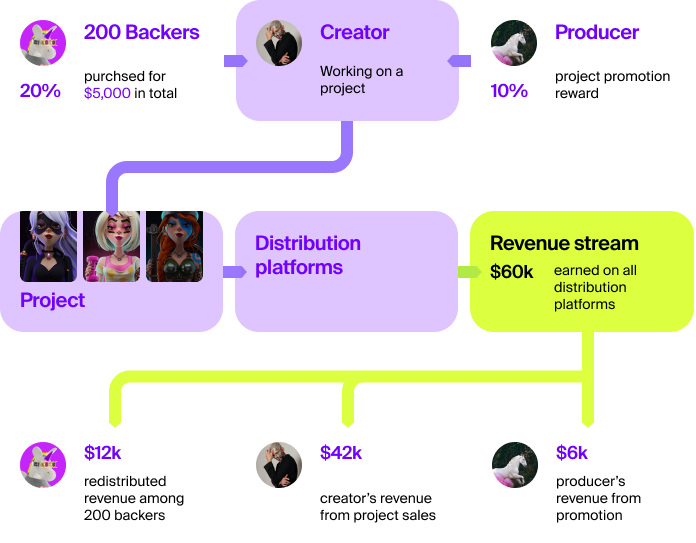 200 Backers
20%
purchsed for
$5,000 in total
Creator
Working on a
project
Producer
10%
project promotion
reward
Project
Distribution
platforms
Revenue stream
$60k
earned on all
distribution
platforms
$12k
redistributed
revenue among
200 backers
$42k
creator's revenue
from project sales
$6k
producer's
revenue from
promotion